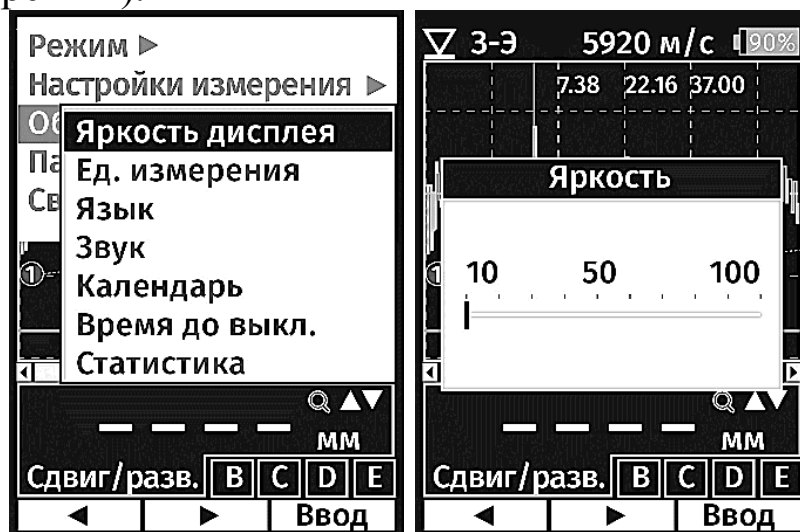 Режим ▶
Настройки измерения ▶
Яркость дисплея
Ед. измерения
Язык
Звук
Календарь
Время до выкл.
Статистика
1
мм
Сдвиг/разв. B C D E
◀ ▶ Ввод
З-Э 5920 м/с 90%
7.38 22.16 37.00
Яркость
10 50 100
мм
Сдвиг/разв. B C D E
◀ ▶ Ввод